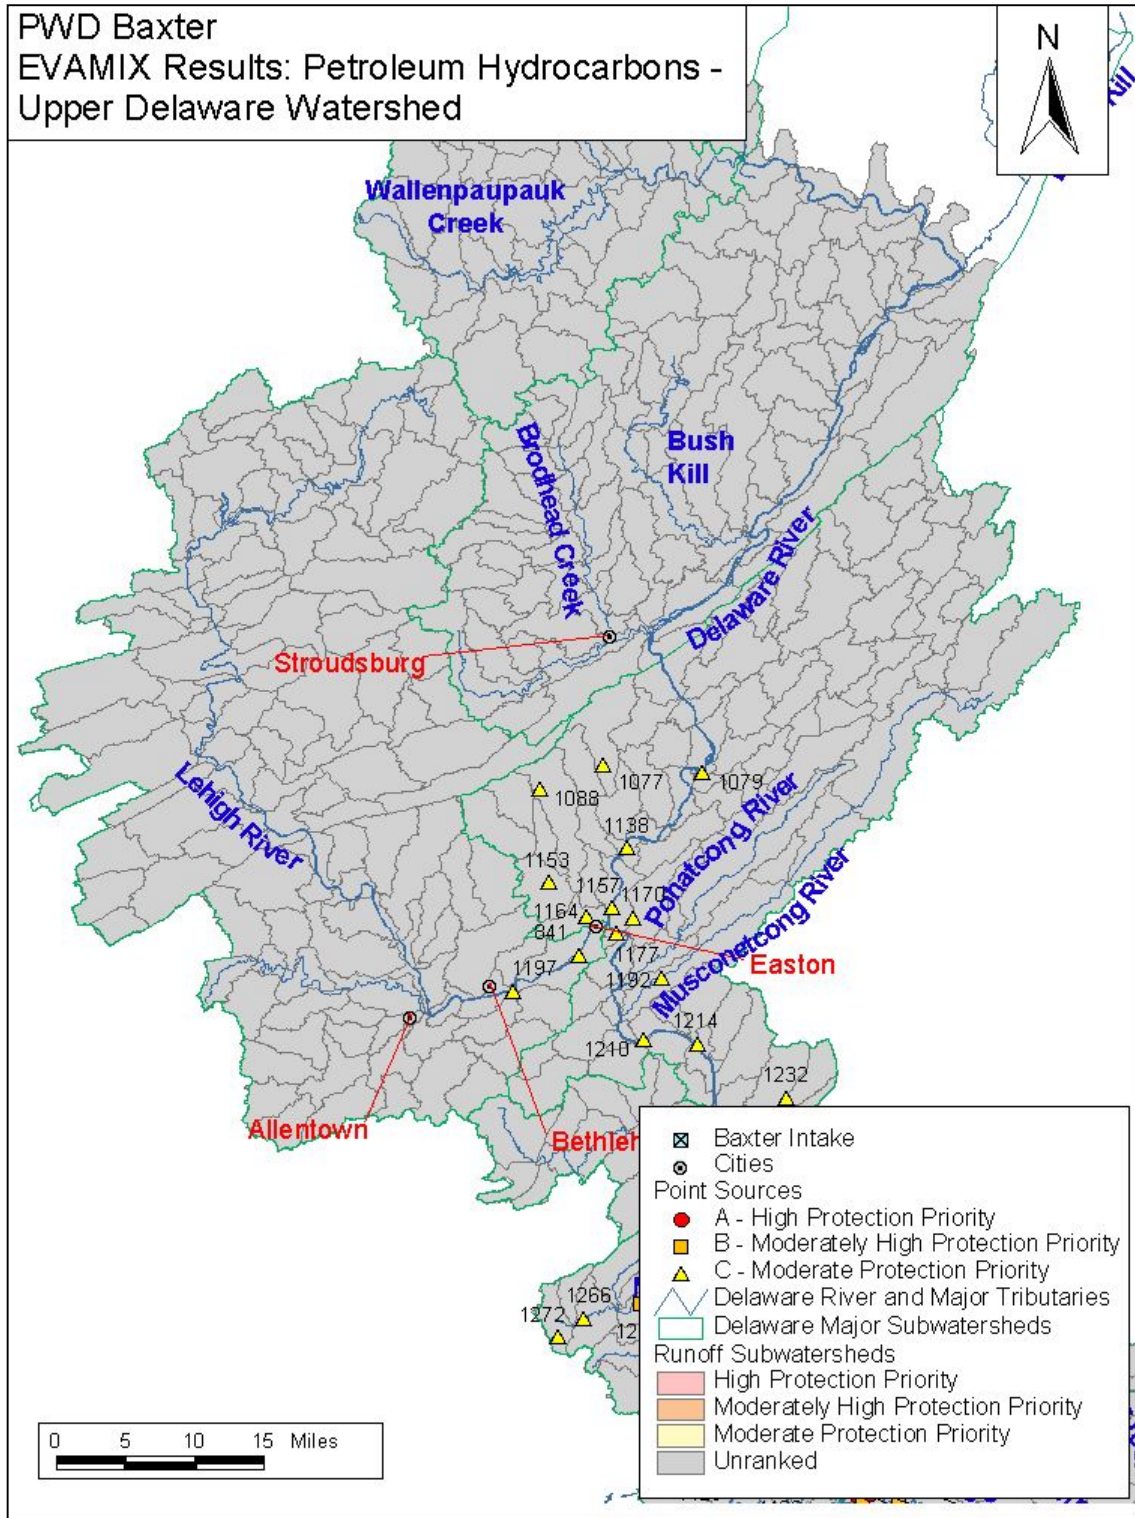 PWD Baxter
EVAMIX Results: Petroleum Hydrocarbons -
Upper Delaware Watershed
N
Kill
Wallenpaupauk
Creek
Brodhead Creek
Bush
Kill
Delaware River
Stroudsburg
Lehigh River
1077
1079
1088
1138
Pohatcong River
1153
1157
1170
1164
841
1177
Easton
1197
1192
Musconetcong River
1214
1210
1232
Allentown
Bethleh
1266
1272
12
Baxter Intake
Cities
Point Sources
A - High Protection Priority
B - Moderately High Protection Priority
C - Moderate Protection Priority
Delaware River and Major Tributaries
Delaware Major Subwatersheds
Runoff Subwatersheds
High Protection Priority
Moderately High Protection Priority
Moderate Protection Priority
Unranked
0 5 10 15 Miles